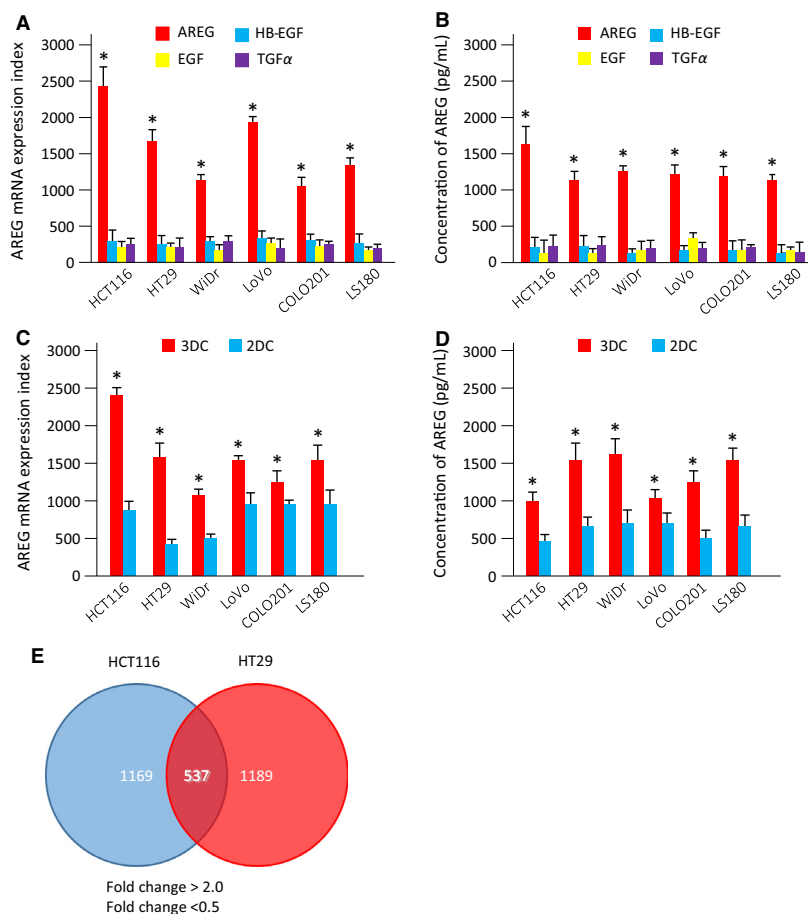 A
AREG
HB-EGF
EGF
TGFα
AREG mRNA expression index
3000
2500
2000
1500
1000
500
0
*
*
*
*
*
*
HCT116
HT29
WiDr
LoVo
COLO201
LS180
B
AREG
HB-EGF
EGF
TGFα
Concentration of AREG (pg/mL)
3000
2500
2000
1500
1000
500
0
*
*
*
*
*
*
HCT116
HT29
WiDr
LoVo
COLO201
LS180
C
3DC
2DC
AREG mRNA expression index
3000
2500
2000
1500
1000
500
0
*
*
*
*
*
*
HCT116
HT29
WiDr
LoVo
COLO201
LS180
D
3DC
2DC
Concentration of AREG (pg/mL)
3000
2500
2000
1500
1000
500
0
*
*
*
*
*
*
HCT116
HT29
WiDr
LoVo
COLO201
LS180
E
HCT116
HT29
1169
537
1189
Fold change > 2.0
Fold change <0.5